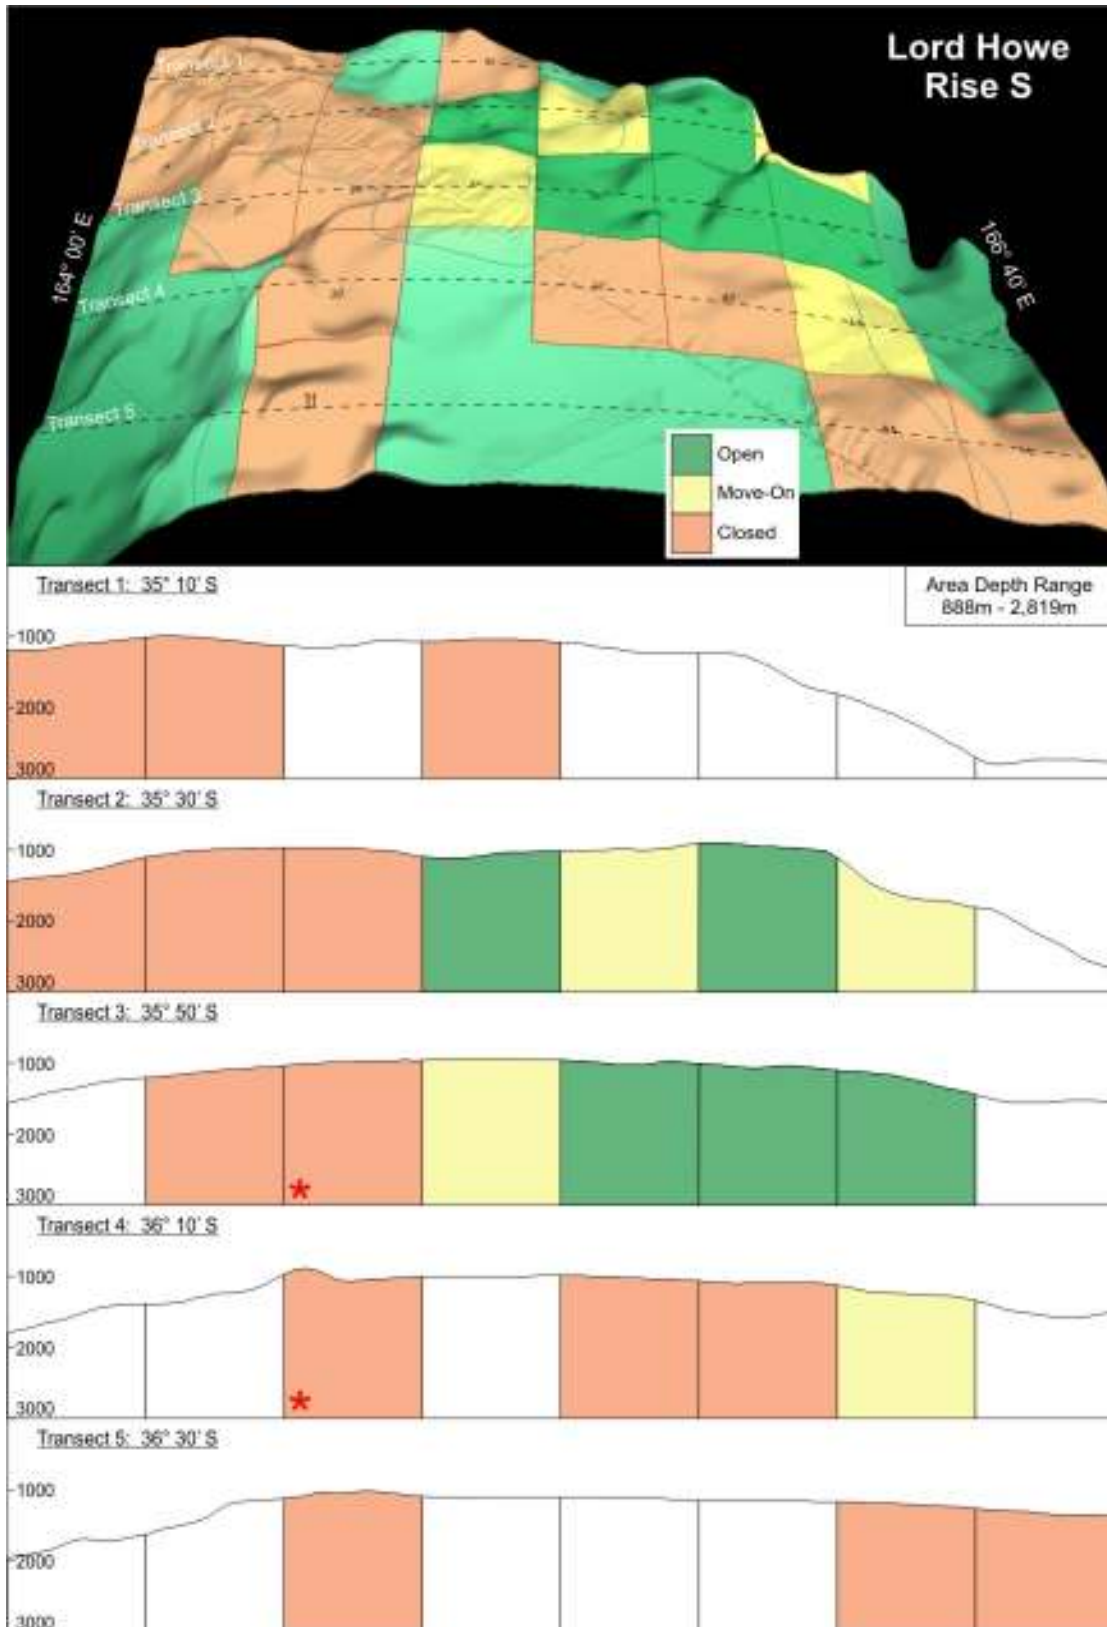 Lord Howe
Rise S
Transect 1
Transect 2
Transect 3
164° 00' E
166° 40' E
Transect 4
Transect 5
Open
Move-On
Closed
Transect 1: 35° 10' S
Area Depth Range
888m - 2,819m
1000
2000
3000
Transect 2: 35° 30' S
1000
2000
3000
Transect 3: 35° 50' S
1000
2000
3000
*
Transect 4: 36° 10' S
1000
2000
3000
*
Transect 5: 36° 30' S
1000
2000
3000